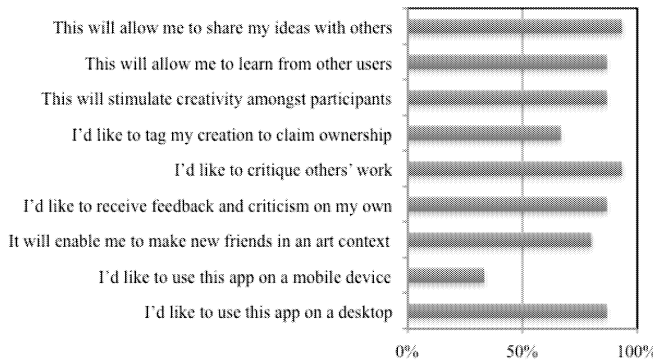 This will allow me to share my ideas with others
This will allow me to learn from other users
This will stimulate creativity amongst participants
I'd like to tag my creation to claim ownership
I'd like to critique others' work
I'd like to receive feedback and criticism on my own
It will enable me to make new friends in an art context
I'd like to use this app on a mobile device
I'd like to use this app on a desktop
0% 50% 100%